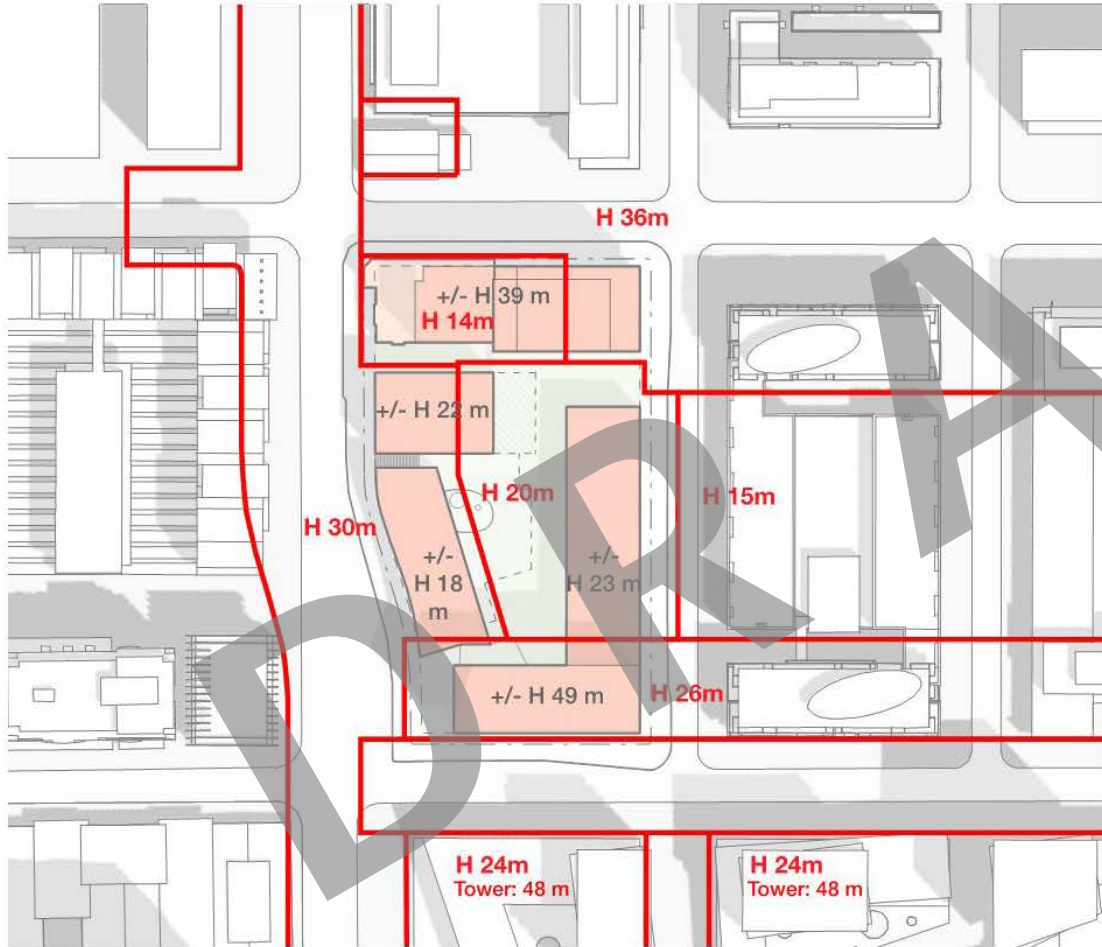 H 36m
+/- H 39 m
H 14m
+/- H 22 m
H 20m
H 15m
H 30m
+/-
H 18
m
+/-
H 23 m
+/- H 49 m
H 26m
H 24m
Tower: 48 m
H 24m
Tower: 48 m
DRA